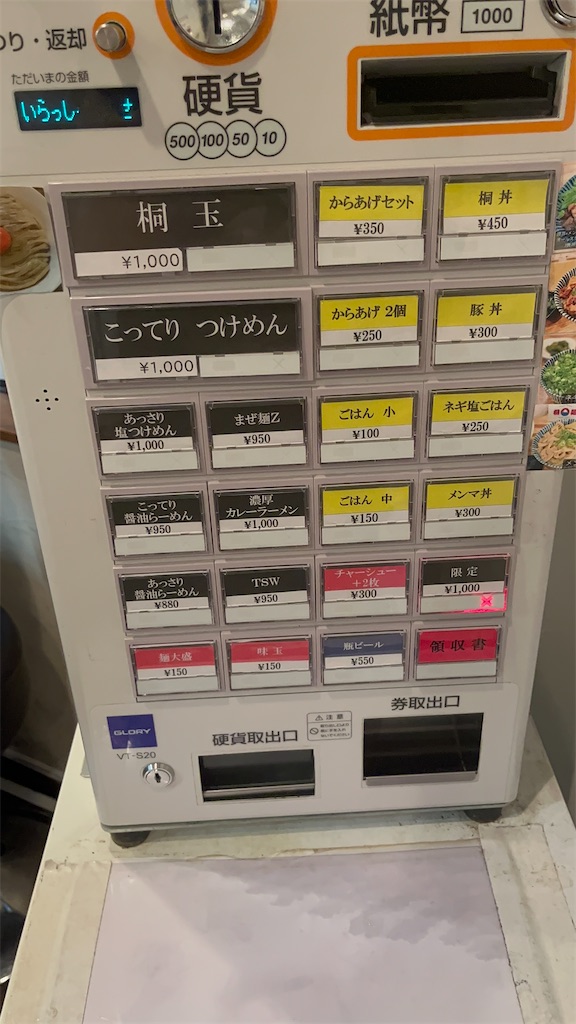 り・返却
紙幣 1000
ただいまの金額
いらっし
硬貨
500 100 50 10
桐玉
¥1,000
からあげセット
¥350
桐丼
¥450
こってり つけめん
¥1,000
からあげ 2個
¥250
豚丼
¥300
あっさり
塩つけめん
¥1,000
まぜ麺Z
¥950
ごはん 小
¥100
ネギ塩ごはん
¥250
こってり
醤油らーめん
¥950
濃厚
カレーラーメン
¥1,000
ごはん 中
¥150
メンマ丼
¥300
あっさり
醤油らーめん
¥880
TSW
¥950
チャーシュー
+2枚
¥300
限定
¥1,000
麺大盛
¥150
味玉
¥150
瓶ビール
¥550
領収書
GLORY
VT-S20
硬貨取出口
注意
券取出口